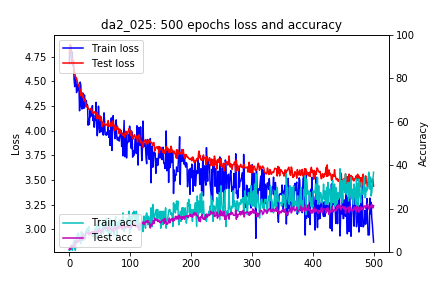 da2_025: 500 epochs loss and accuracy
Train loss
Test loss
Train acc
Test acc
Loss
4.75
4.50
4.25
4.00
3.75
3.50
3.25
3.00
Accuracy
100
80
60
40
20
0
0 100 200 300 400 500